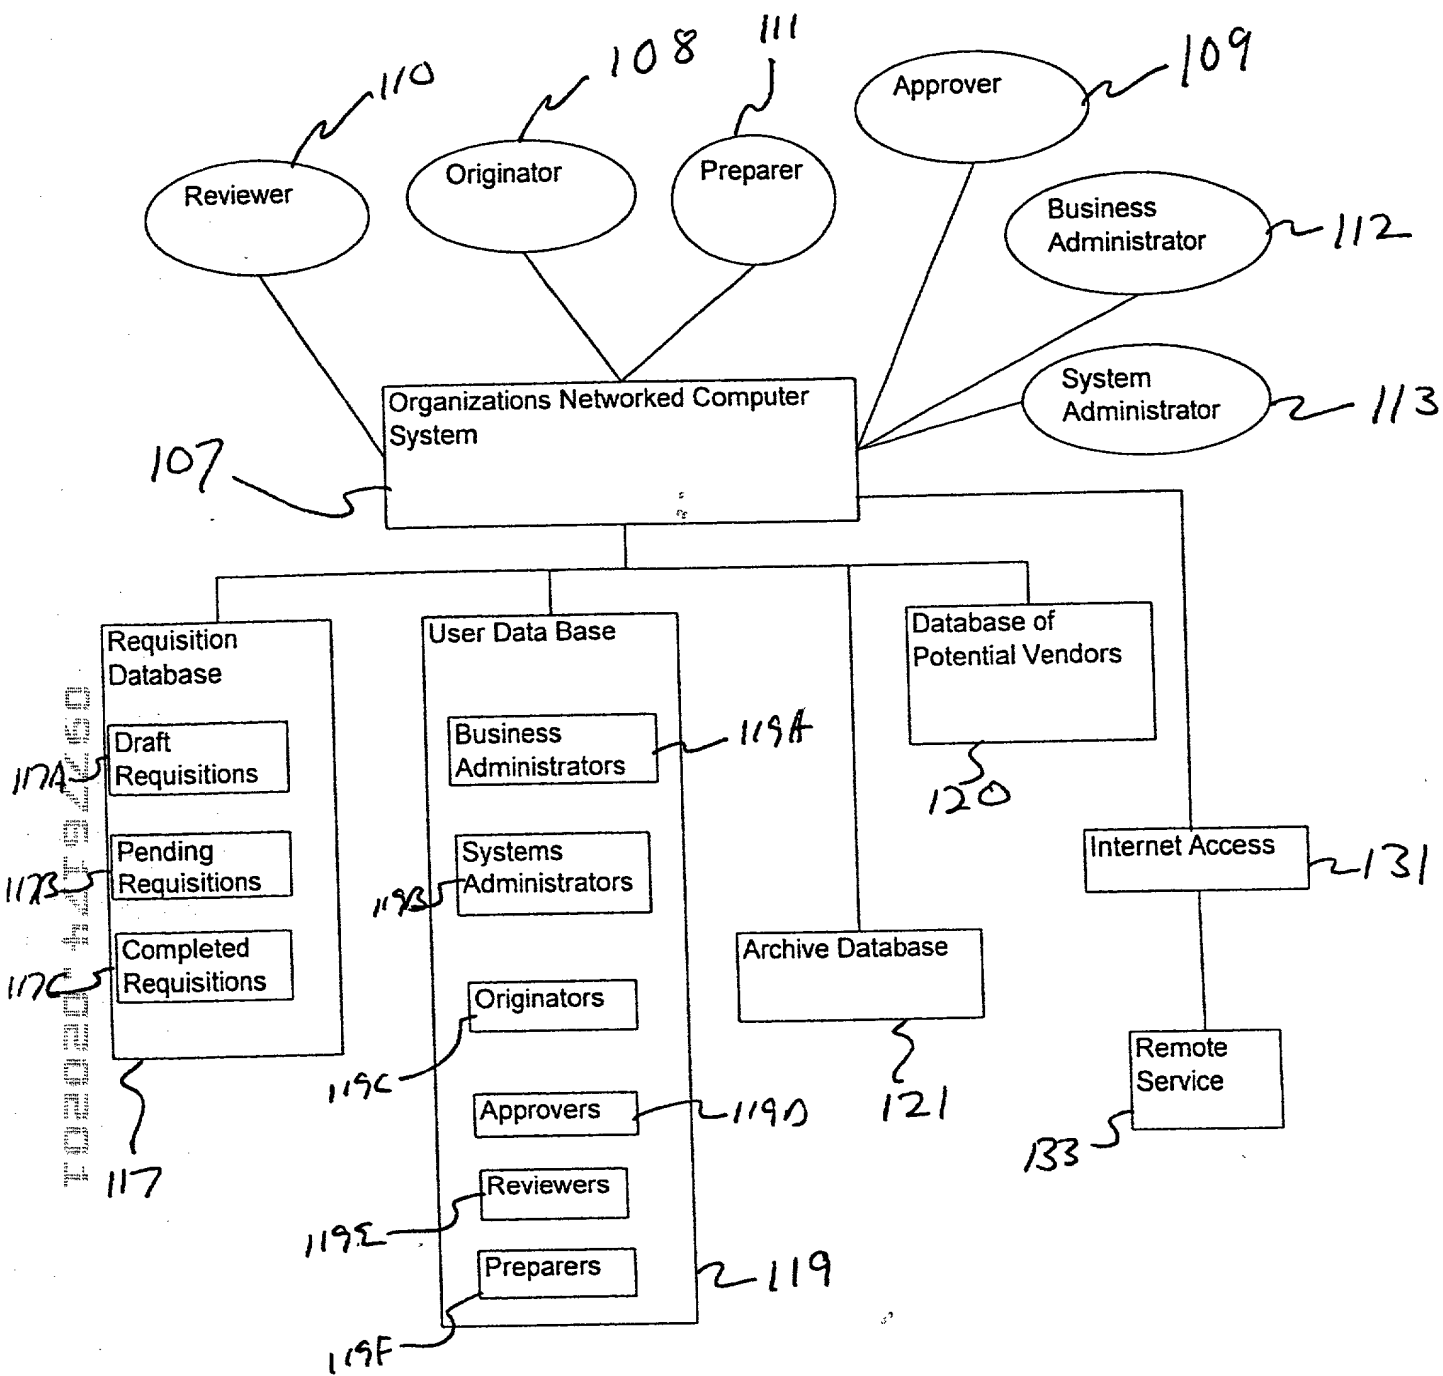 111
108
109
110
Approver
Originator
Preparer
Reviewer
Business
Administrator
112
System
Administrator
113
Organizations Networked Computer
System
107
Requisition
Database
User Data Base
Database of
Potential Vendors
Draft
Requisitions
117A
Business
Administrators
119A
120
Pending
Requisitions
117B
Systems
Administrators
119B
Internet Access
131
Completed
Requisitions
117C
Archive Database
Originators
119C
Remote
Service
133
Approvers
119D
121
117
Reviewers
119E
Preparers
119
119F
09776174.020201